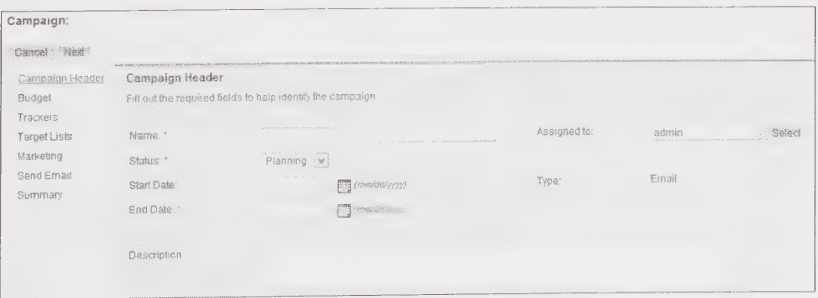 Campaign:
Cancel Next
Campaign Header
Budget
Trackers
Target Lists
Marketing
Send Email
Summary
Campaign Header
Fill out the required fields to help identify the campaign
Name: *
Assigned to: admin Select
Status: * Planning
Start Date: (mm/dd/yyyy)
Type: Email
End Date: *
Description